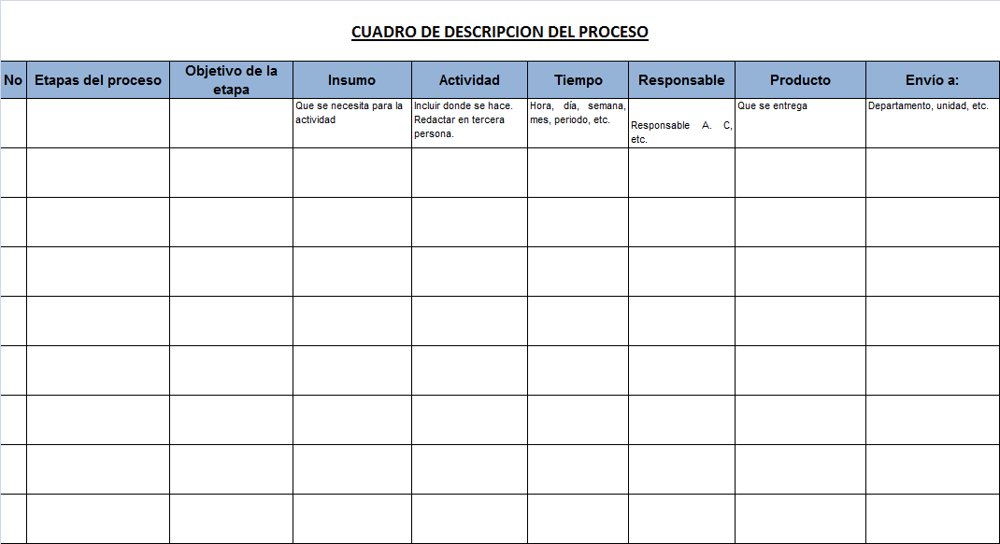 CUADRO DE DESCRIPCION DEL PROCESO
No Etapas del proceso Objetivo de la etapa Insumo Actividad Tiempo Responsable Producto Envío a:
Que se necesita para la
actividad
Incluir donde se hace.
Redactar en tercera
persona.
Hora, día, semana,
mes, periodo, etc.
Responsable A. C,
etc.
Que se entrega
Departamento, unidad, etc.